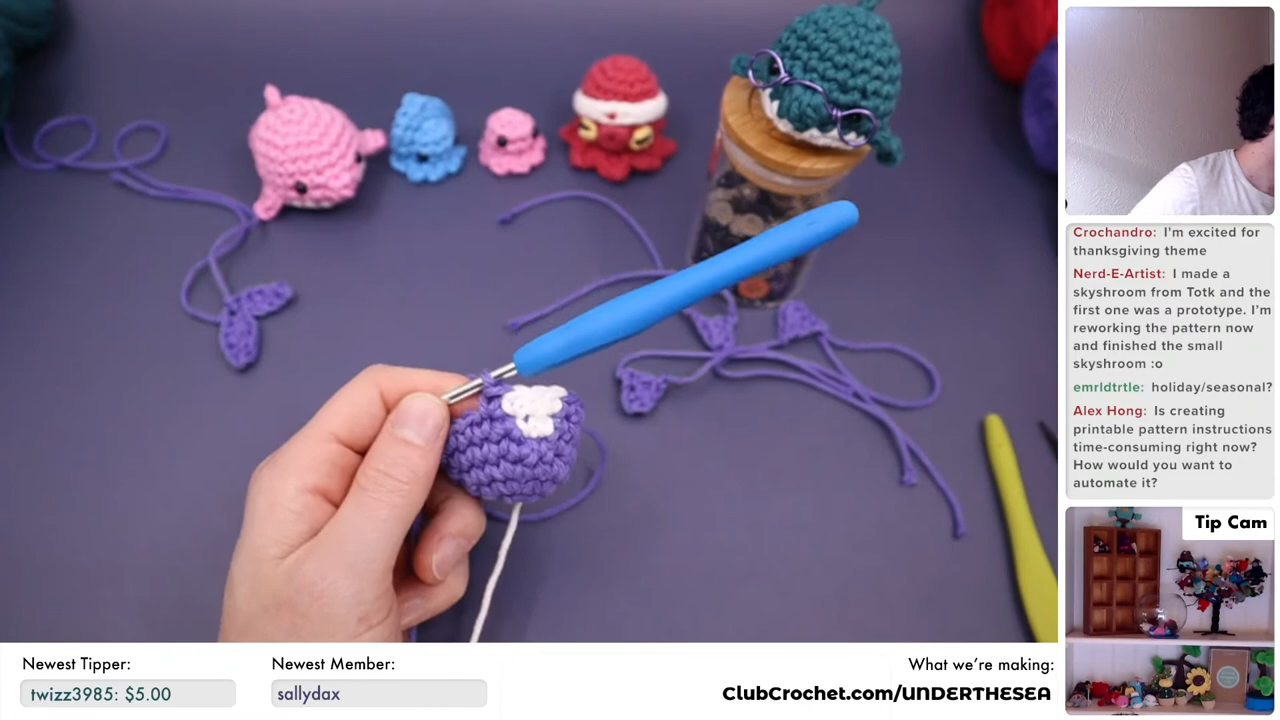 Crochandro: I'm excited for
thanksgiving theme
Nerd-E-Artist: I made a
skyshroom from Totk and the
first one was a prototype. I'm
reworking the pattern now
and finished the small
skyshroom :o
emrldtrtle: holiday/seasonal?
Alex Hong: Is creating
printable pattern instructions
time-consuming right now?
How would you want to
automate it?
Tip Cam
Newest Tipper:
twizz3985: $5.00
Newest Member:
sallydax
What we're making:
ClubCrochet.com/UNDERTHESEA